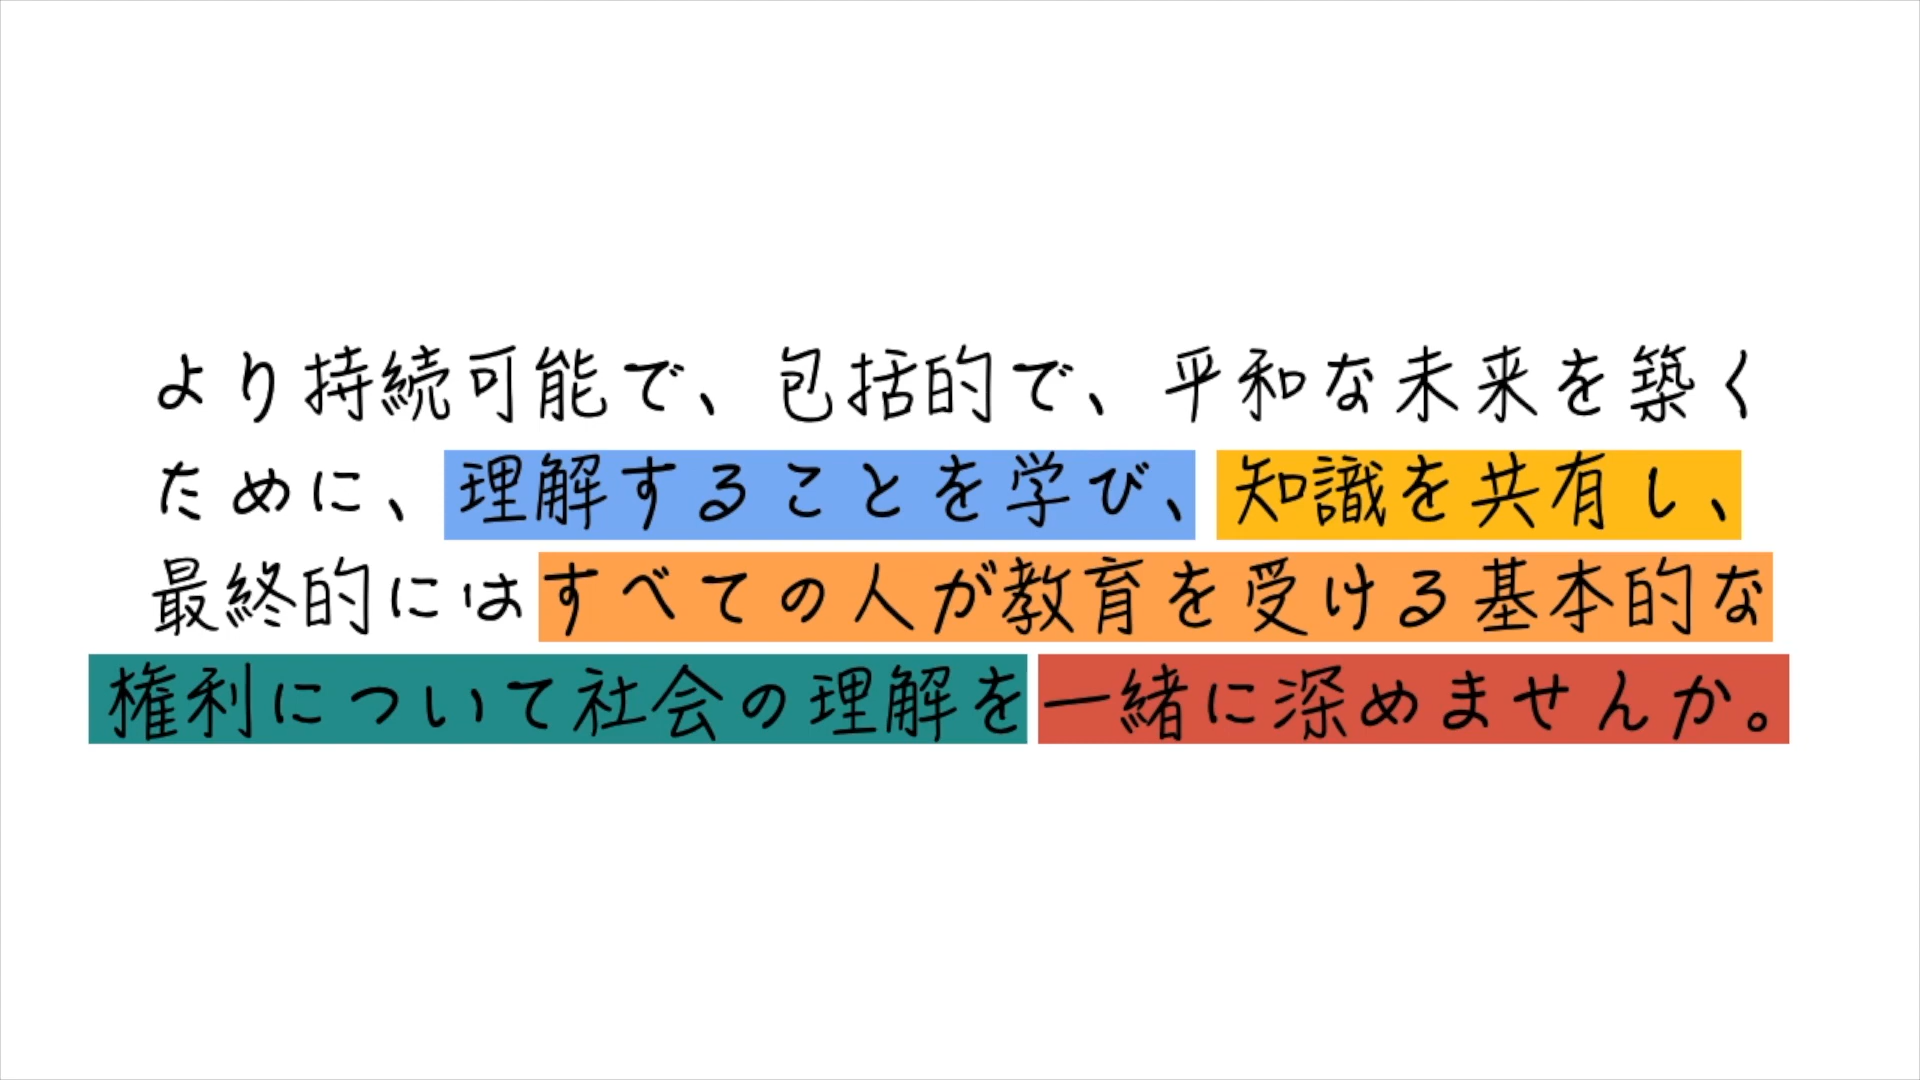 より持続可能で、包括的で、平和な未来を築く
ために、理解することを学び、知識を共有し、
最終的にはすべての人が教育を受ける基本的な
権利について社会の理解を一緒に深めませんか。